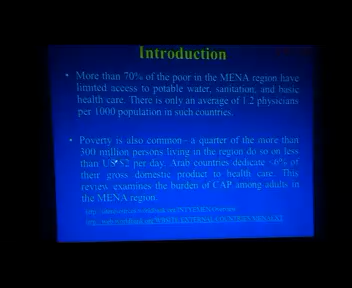 Introduction
• More than 70% of the poor in the MENA region have
limited access to potable water, sanitation, and basic
health care. There is only an average of 1.2 physicians
per 1000 population in such countries.
• Poverty is also common– a quarter of the more than
300 million persons living in the region do so on less
than US$2 per day. Arab countries dedicate <6% of
their gross domestic product to health care. This
review examines the burden of CAP among adults in
the MENA region.